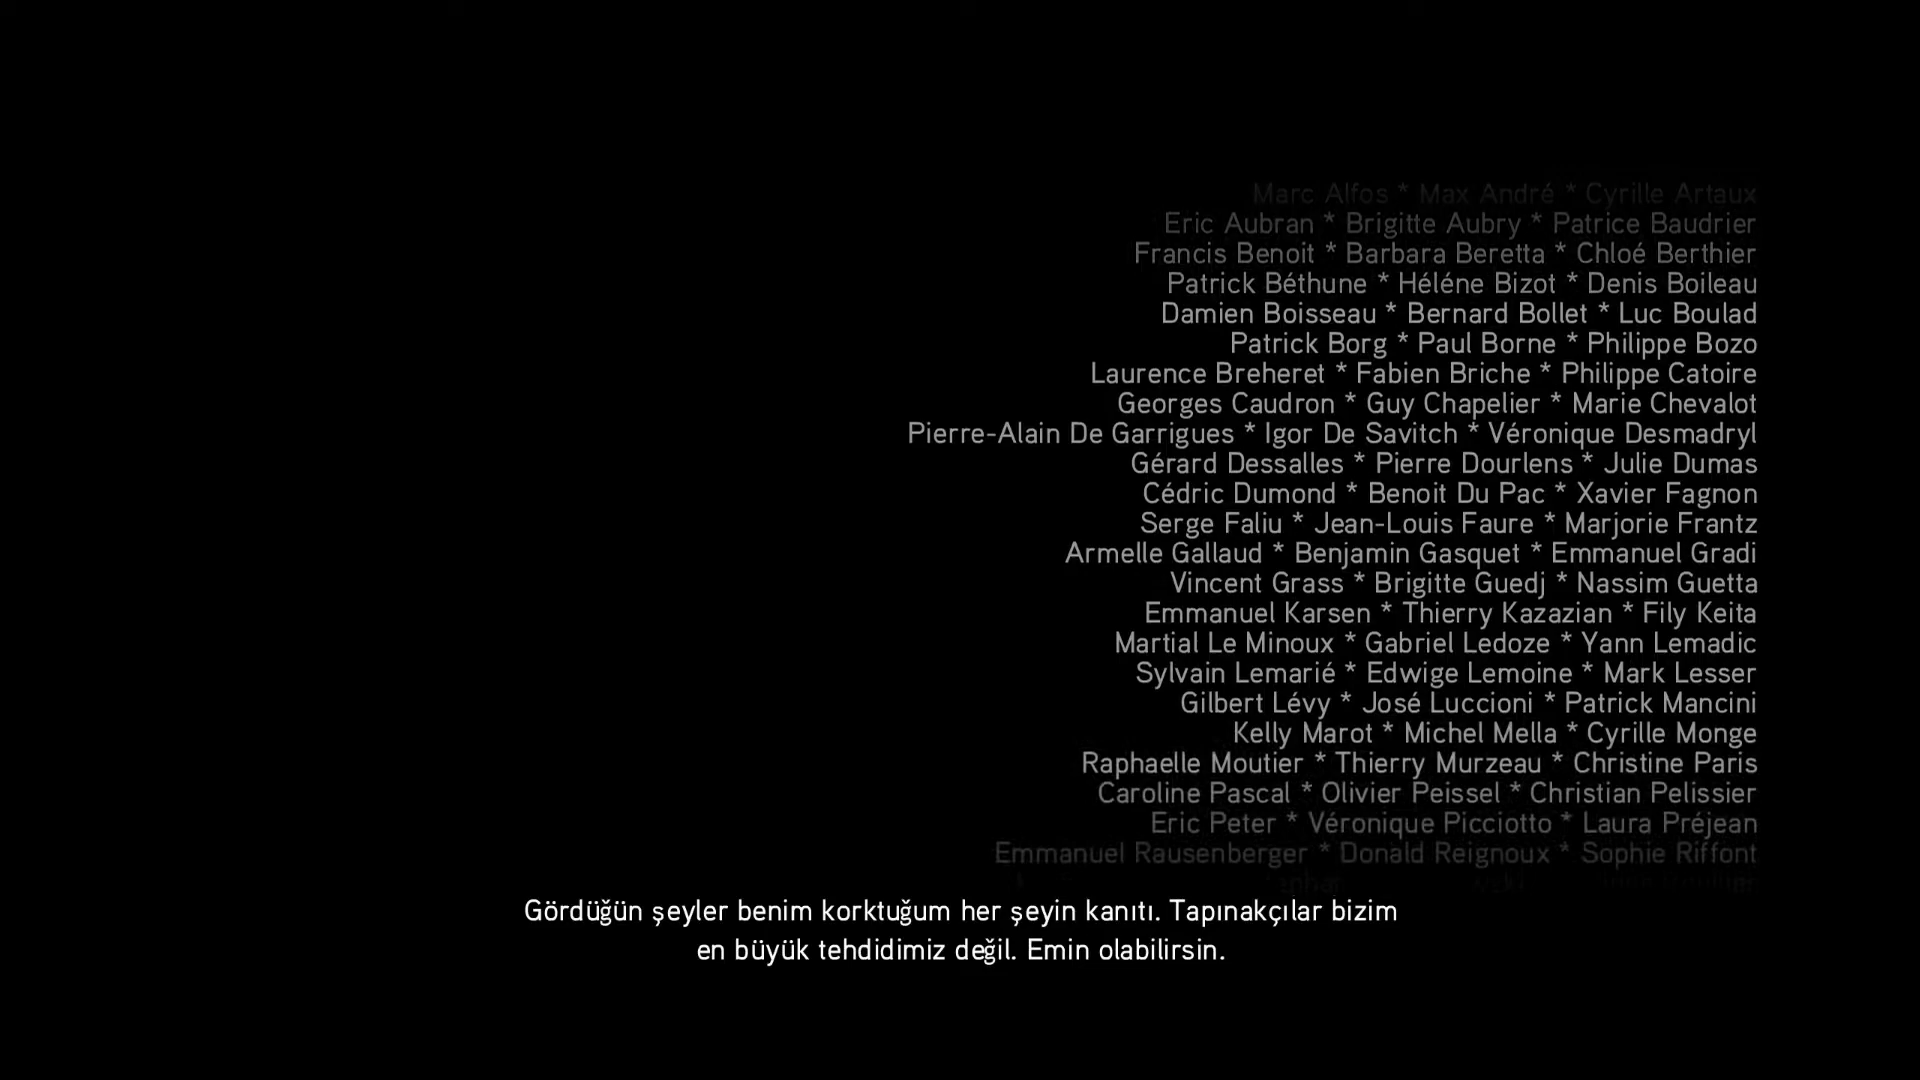 Marc Alfos * Max André * Cyrille Artaux
Eric Aubran * Brigitte Aubry * Patrice Baudrier
Francis Benoit * Barbara Beretta * Chloé Berthier
Patrick Béthune * Héléne Bizot * Denis Boileau
Damien Boisseau * Bernard Bollet * Luc Boulad
Patrick Borg * Paul Borne * Philippe Bozo
Laurence Breheret * Fabien Briche * Philippe Catoire
Georges Caudron * Guy Chapelier * Marie Chevalot
Pierre-Alain De Garrigues * Igor De Savitch * Véronique Desmadryl
Gérard Dessalles * Pierre Dourlens * Julie Dumas
Cédric Dumond * Benoit Du Pac * Xavier Fagnon
Serge Faliu * Jean-Louis Faure * Marjorie Frantz
Armelle Gallaud * Benjamin Gasquet * Emmanuel Gradi
Vincent Grass * Brigitte Guedj * Nassim Guetta
Emmanuel Karsen * Thierry Kazazian * Fily Keita
Martial Le Minoux * Gabriel Ledoze * Yann Lemadic
Sylvain Lemarié * Edwige Lemoine * Mark Lesser
Gilbert Lévy * José Luccioni * Patrick Mancini
Kelly Marot * Michel Mella * Cyrille Monge
Raphaelle Moutier * Thierry Murzeau * Christine Paris
Caroline Pascal * Olivier Peissel * Christian Pelissier
Eric Peter * Véronique Picciotto * Laura Préjean
Emmanuel Rausenberger * Donald Reignoux * Sophie Riffont
Gördüğün şeyler benim korktuğum her şeyin kanıtı. Tapınakçılar bizim
en büyük tehdidimiz değil. Emin olabilirsin.